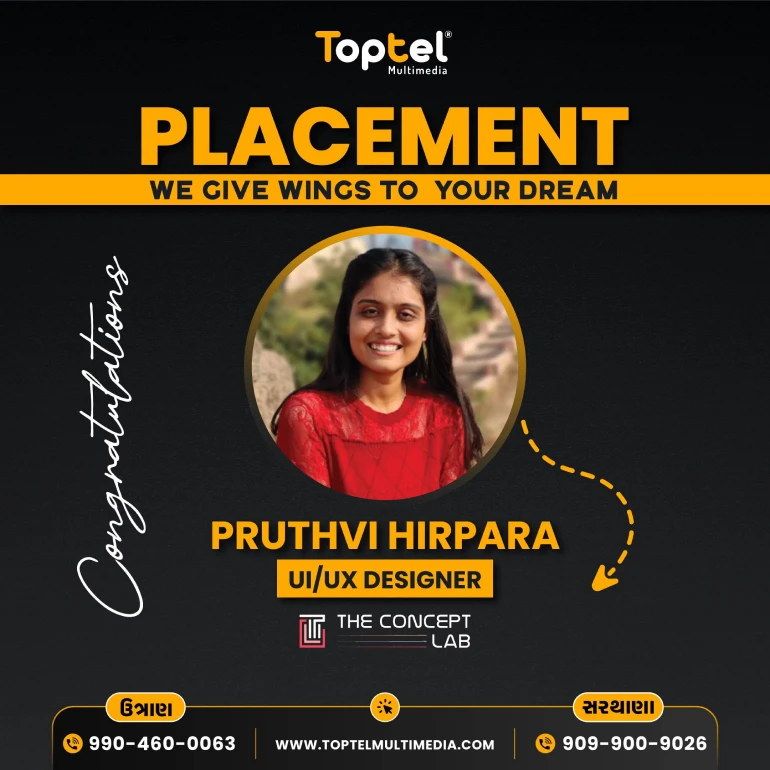 Toptel®
Multimedia
PLACEMENT
WE GIVE WINGS TO YOUR DREAM
Congratulations
PRUTHVI HIRPARA
UI/UX DESIGNER
THE CONCEPT
LAB
ઉત્રાણ
સરથાણા
990-460-0063
WWW.TOPTELMULTIMEDIA.COM
909-900-9026